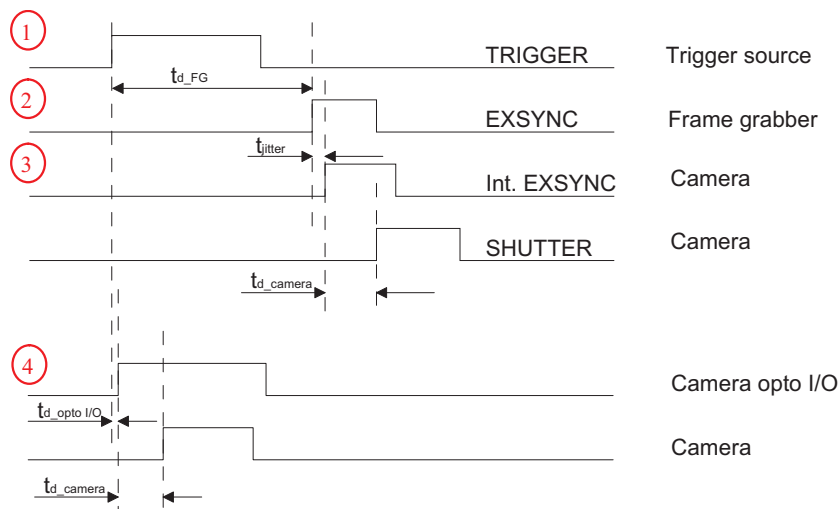 1
TRIGGER Trigger source
td_FG
2
EXSYNC Frame grabber
tjitter
3
Int. EXSYNC Camera
SHUTTER Camera
td_camera
4
Camera opto I/O
td_opto I/O
Camera
td_camera